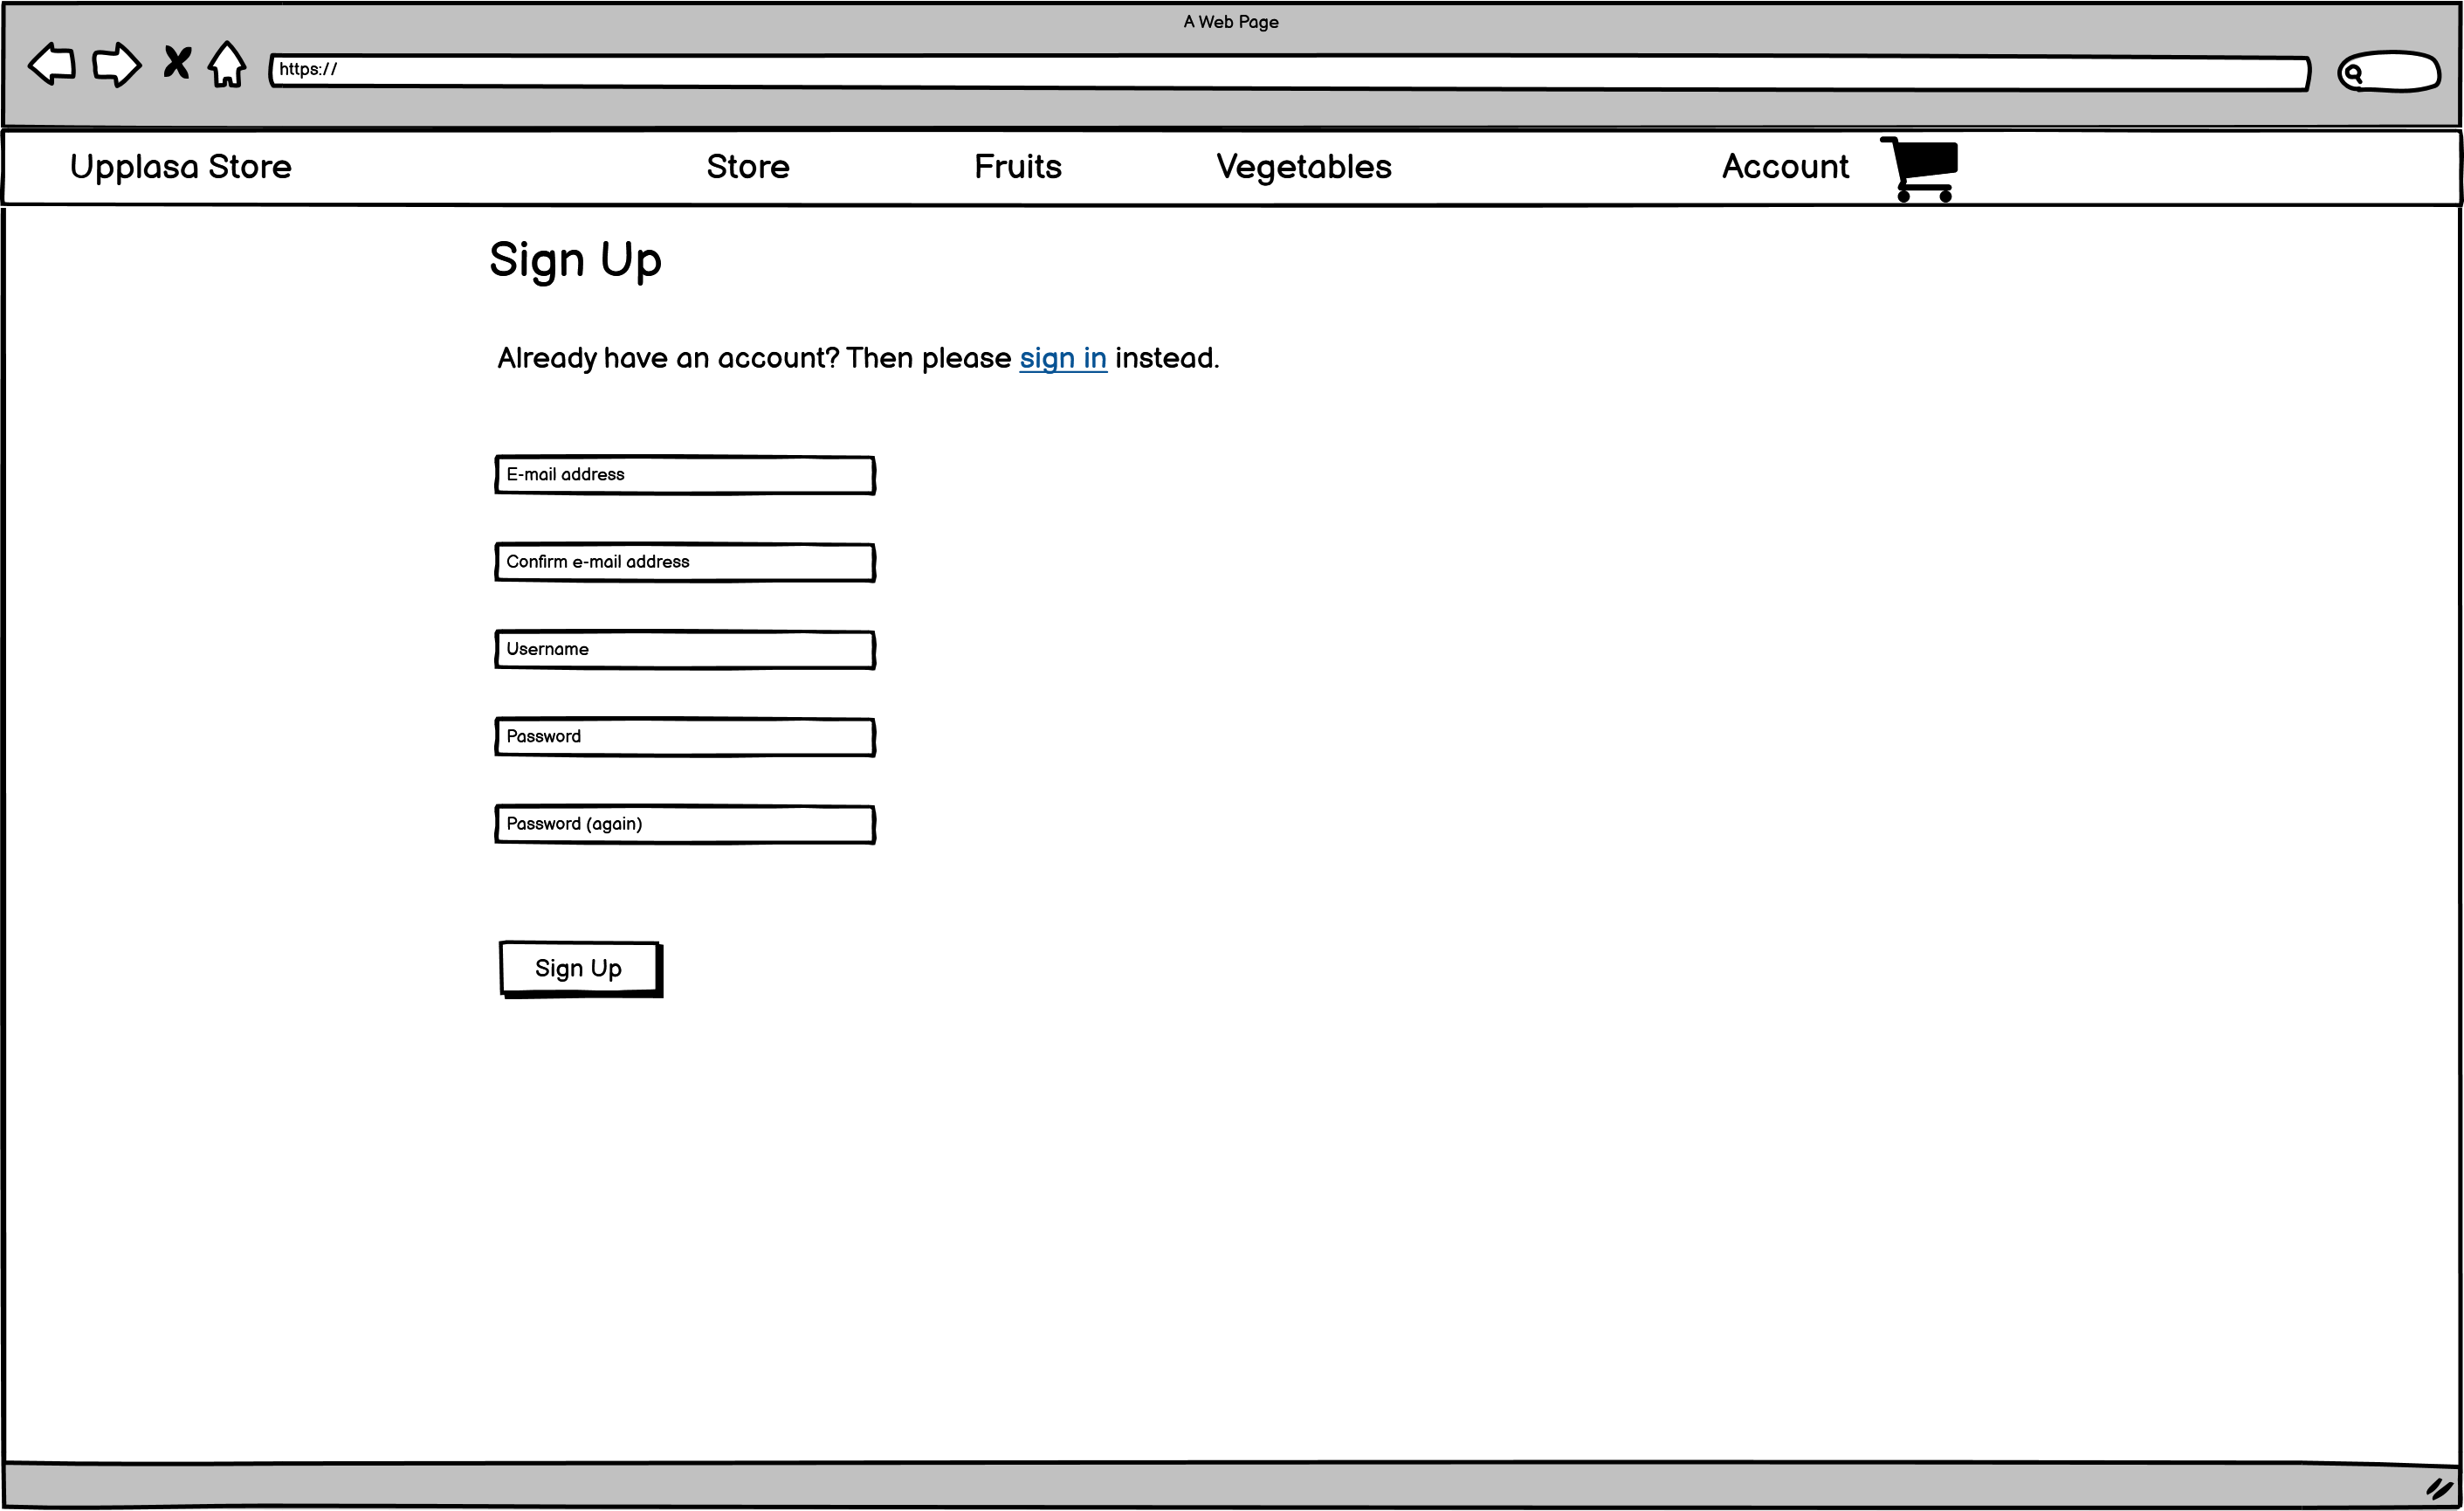 A Web Page
https://
Upplasa Store Store Fruits Vegetables Account
Sign Up
Already have an account? Then please sign in instead.
E-mail address
Confirm e-mail address
Username
Password
Password (again)
Sign Up